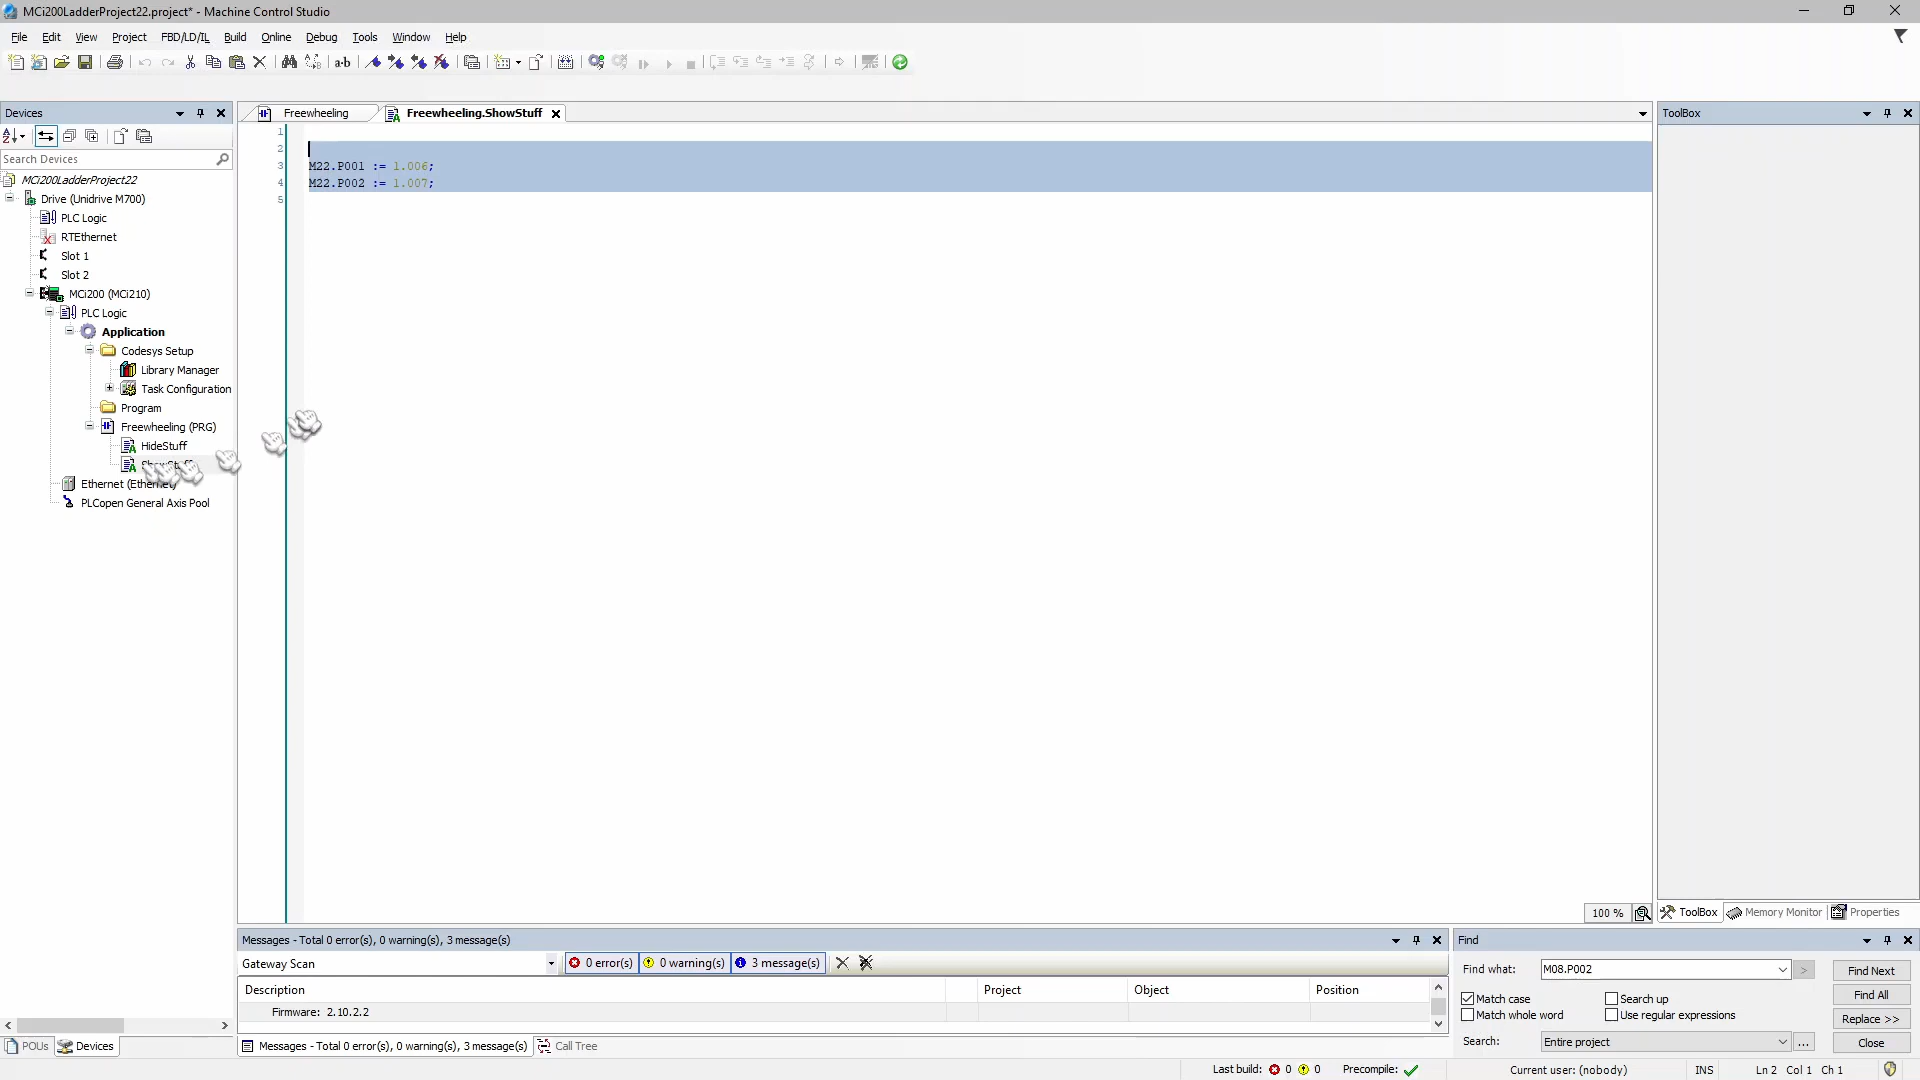 MCi200LadderProject22.project* - Machine Control Studio
File Edit View Project FBD/LD/IL Build Online Debug Tools Window Help
Devices
Search Devices
MCi200LadderProject22
Drive (Unidrive M700)
PLC Logic
RTEthernet
Slot 1
Slot 2
MCi200 (MCi210)
PLC Logic
Application
Codesys Setup
Library Manager
Task Configuration
Program
Freewheeling (PRG)
HideStuff
ShowStuff
Ethernet (Ethernet)
PLCopen General Axis Pool
POUs Devices
Freewheeling Freewheeling.ShowStuff
1
2
3 M22.P001 := 1.006;
4 M22.P002 := 1.007;
5
100 %
ToolBox
ToolBox Memory Monitor Properties
Messages - Total 0 error(s), 0 warning(s), 3 message(s)
Gateway Scan 0 error(s) 0 warning(s) 3 message(s)
Description Project Object Position
Firmware: 2.10.2.2
Messages - Total 0 error(s), 0 warning(s), 3 message(s) Call Tree
Find
Find what: M08.P002 > Find Next
Match case Search up Find All
Match whole word Use regular expressions Replace >>
Search: Entire project ... Close
Last build: 0 0 Precompile: Current user: (nobody) INS Ln 2 Col 1 Ch 1